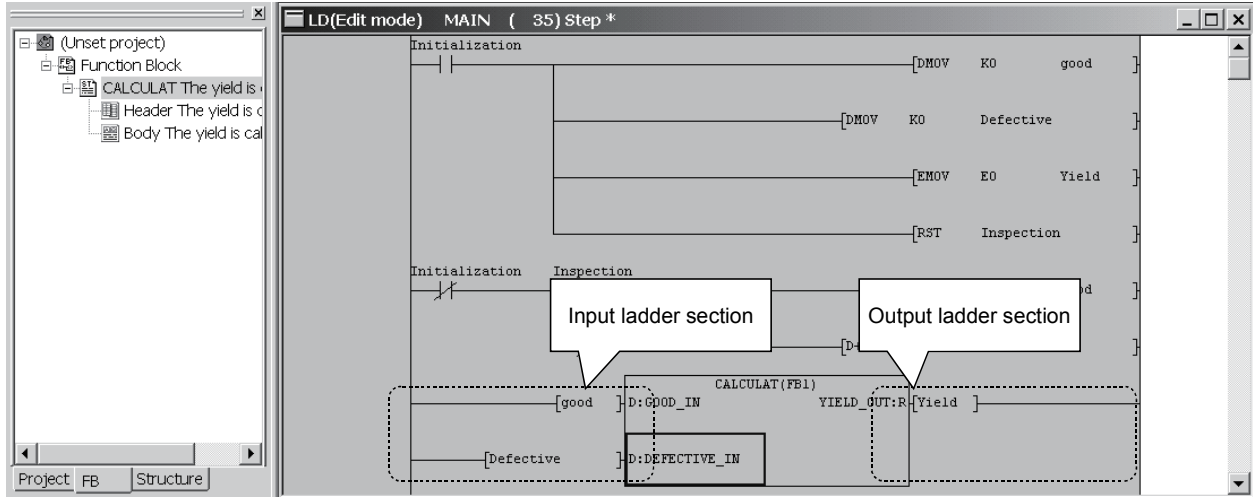 (Unset project)
Function Block
CALCULAT The yield is
Header The yield is
Body The yield is cal
Project FB Structure
LD(Edit mode) MAIN ( 35) Step *
Initialization
[DMOV K0 good ]
[DMOV K0 Defective ]
[EMOV E0 Yield ]
[RST Inspection ]
Initialization Inspection
Input ladder section
Output ladder section
CALCULAT(FB1)
[good ] D:GOOD_IN YIELD_OUT:R [Yield ]
[Defective ] D:DEFECTIVE_IN